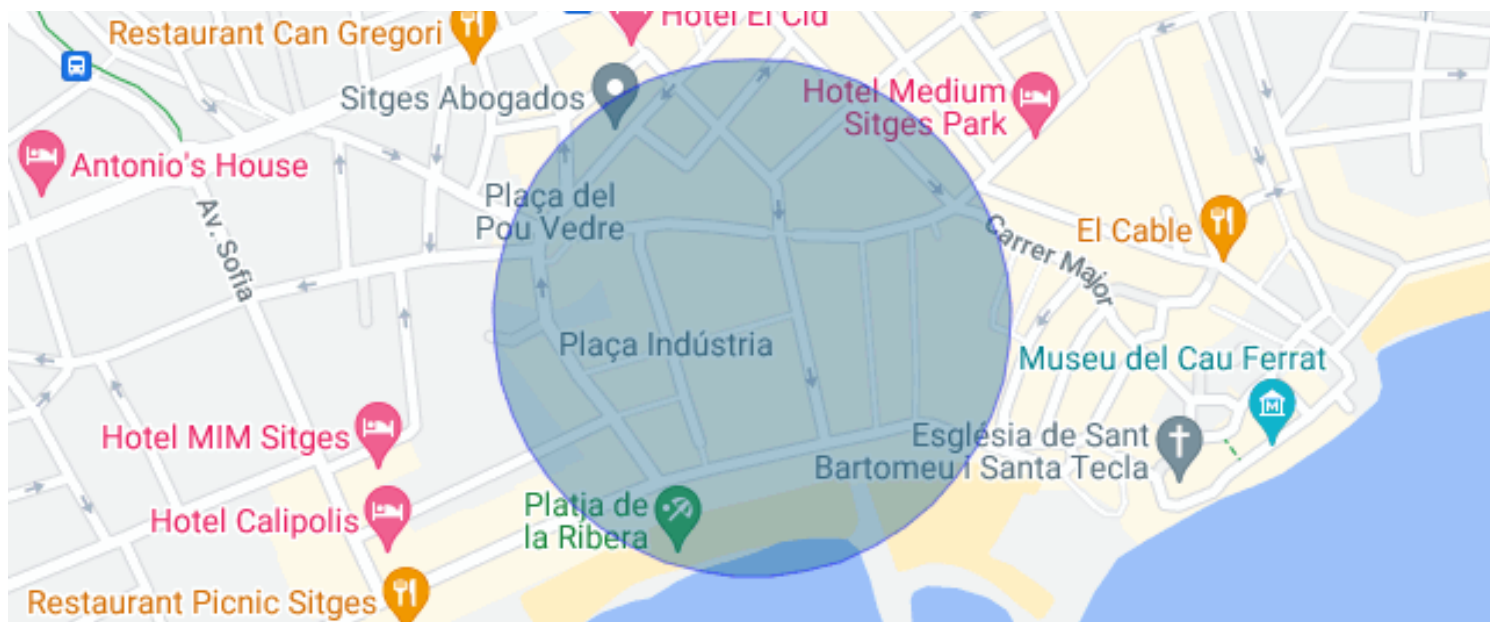 Hotel El Cid
Restaurant Can Gregori
Sitges Abogados
Hotel Medium
Sitges Park
Antonio's House
Plaça del
Pou Vedre
Av. Sofia
El Cable
Carrer Major
Plaça Indústria
Museu del Cau Ferrat
M
Hotel MIM Sitges
Església de Sant
Bartomeu i Santa Tecla
Platja de
la Ribera
Hotel Calipolis
Restaurant Picnic Sitges